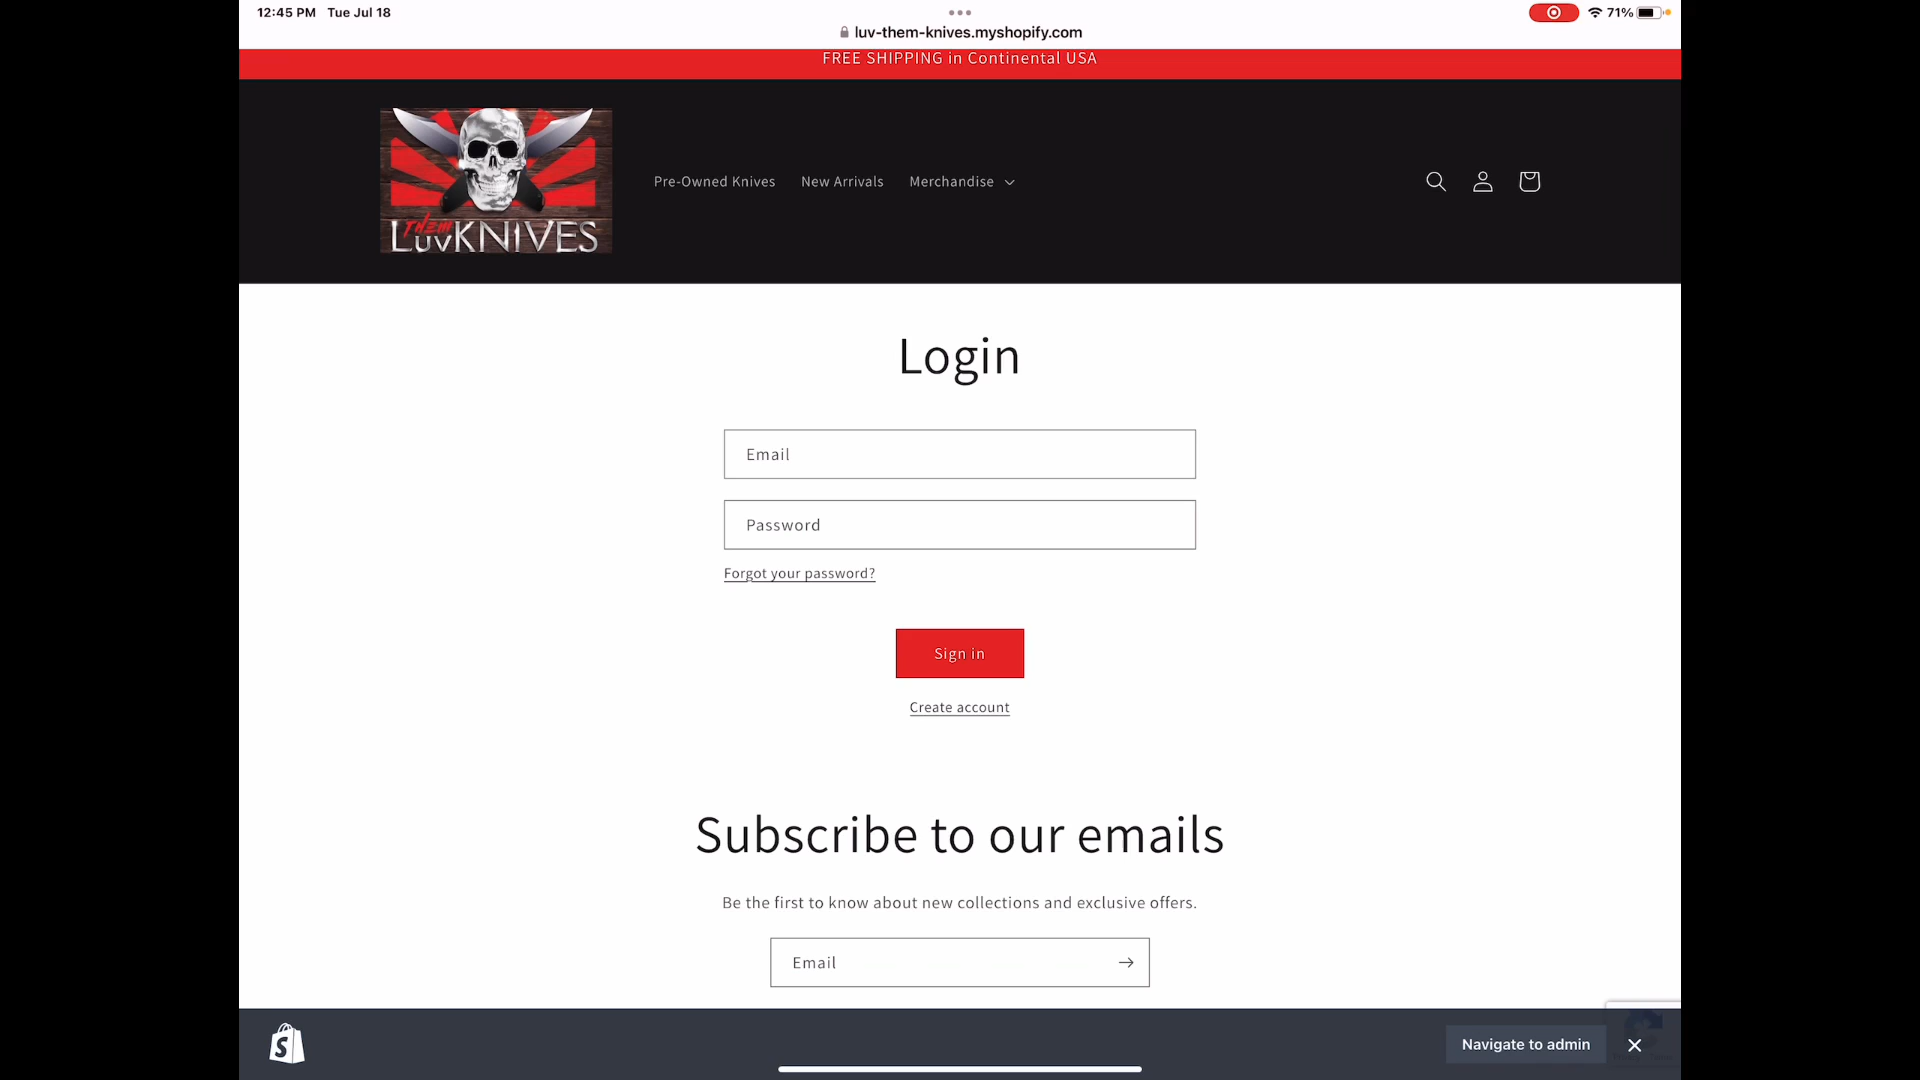 12:45 PM Tue Jul 18
71%
luv-them-knives.myshopify.com
FREE SHIPPING in Continental USA
Them
LuvKNIVES
Pre-Owned Knives
New Arrivals
Merchandise
Login
Email
Password
Forgot your password?
Sign in
Create account
Subscribe to our emails
Be the first to know about new collections and exclusive offers.
Email
Navigate to admin